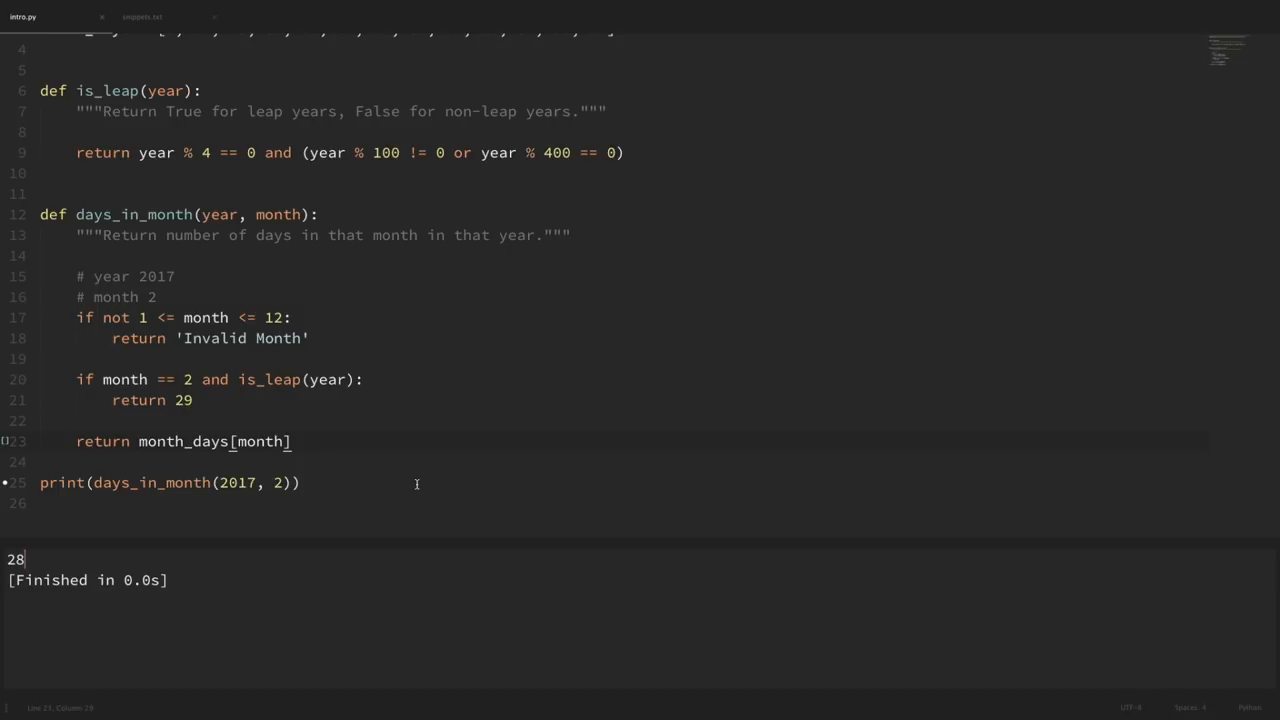 intro.py × snippets.txt ×
4
5
6 def is_leap(year):
7 """Return True for leap years, False for non-leap years."""
8
9 return year % 4 == 0 and (year % 100 != 0 or year % 400 == 0)
10
11
12 def days_in_month(year, month):
13 """Return number of days in that month in that year."""
14
15 # year 2017
16 # month 2
17 if not 1 <= month <= 12:
18 return 'Invalid Month'
19
20 if month == 2 and is_leap(year):
21 return 29
22
23 return month_days[month]
24
25 print(days_in_month(2017, 2))
26
28
[Finished in 0.0s]
Line 23, Column 29 UTF-8 Spaces: 4 Python